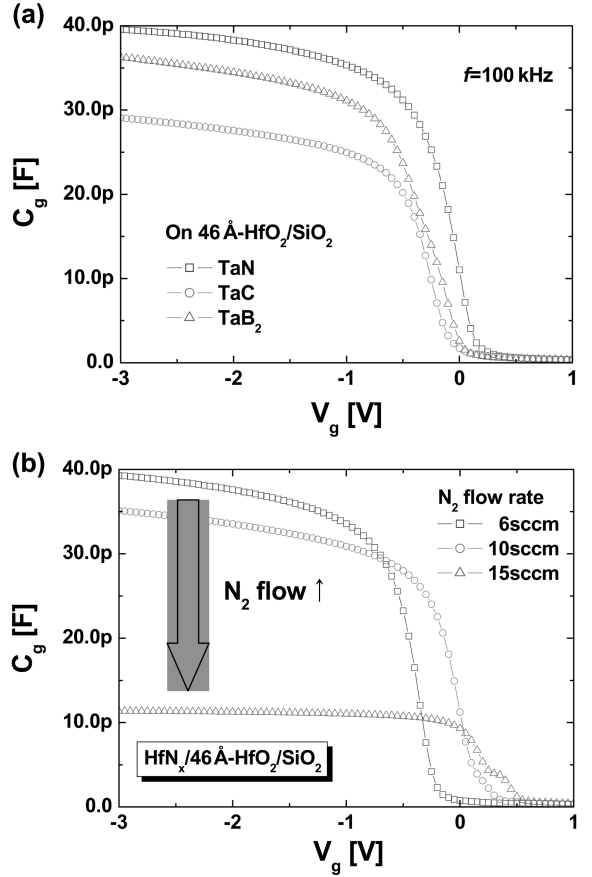 (a)
40.0p
30.0p
20.0p
10.0p
0.0
C_g [F]
f=100 kHz
On 46 Å-HfO₂/SiO₂
TaN
TaC
TaB₂
-3 -2 -1 0 1
V_g [V]
(b)
40.0p
30.0p
20.0p
10.0p
0.0
C_g [F]
N₂ flow rate
6sccm
10sccm
15sccm
N₂ flow ↑
HfNₓ/46 Å-HfO₂/SiO₂
-3 -2 -1 0 1
V_g [V]